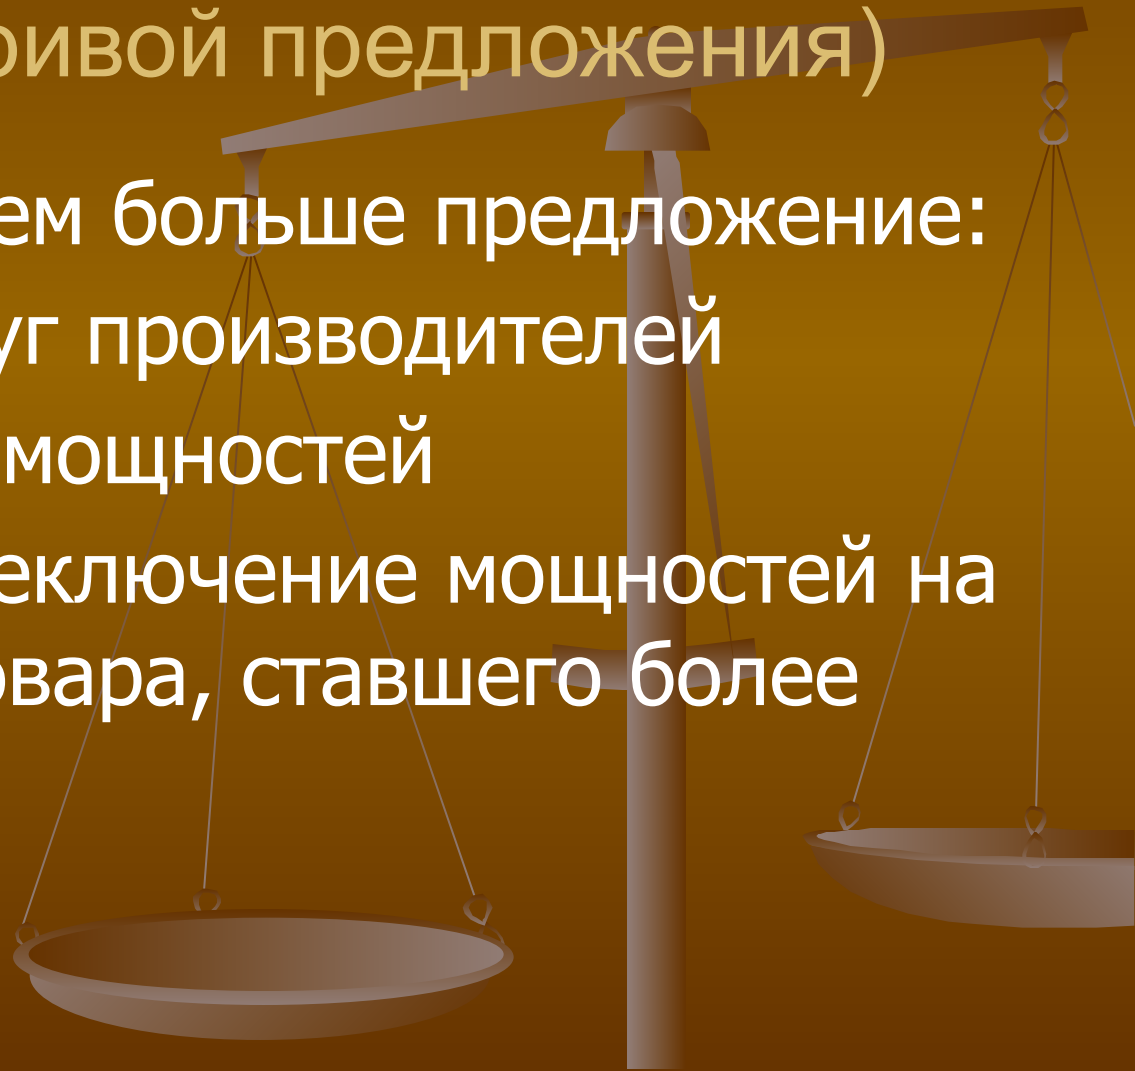 ривой предложения)
ем больше предложение:
уг производителей
мощностей
еключение мощностей на
овара, ставшего более